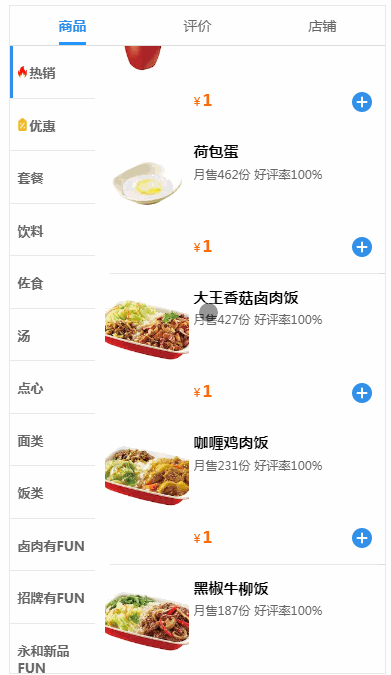 商品 评价 店铺
热销
优惠
套餐
饮料
佐食
汤
点心
面类
饭类
卤肉有FUN
招牌有FUN
永和新品
FUN
¥1
荷包蛋
月售462份 好评率100%
¥1
大王香菇卤肉饭
月售427份 好评率100%
¥1
咖喱鸡肉饭
月售231份 好评率100%
¥1
黑椒牛柳饭
月售187份 好评率100%